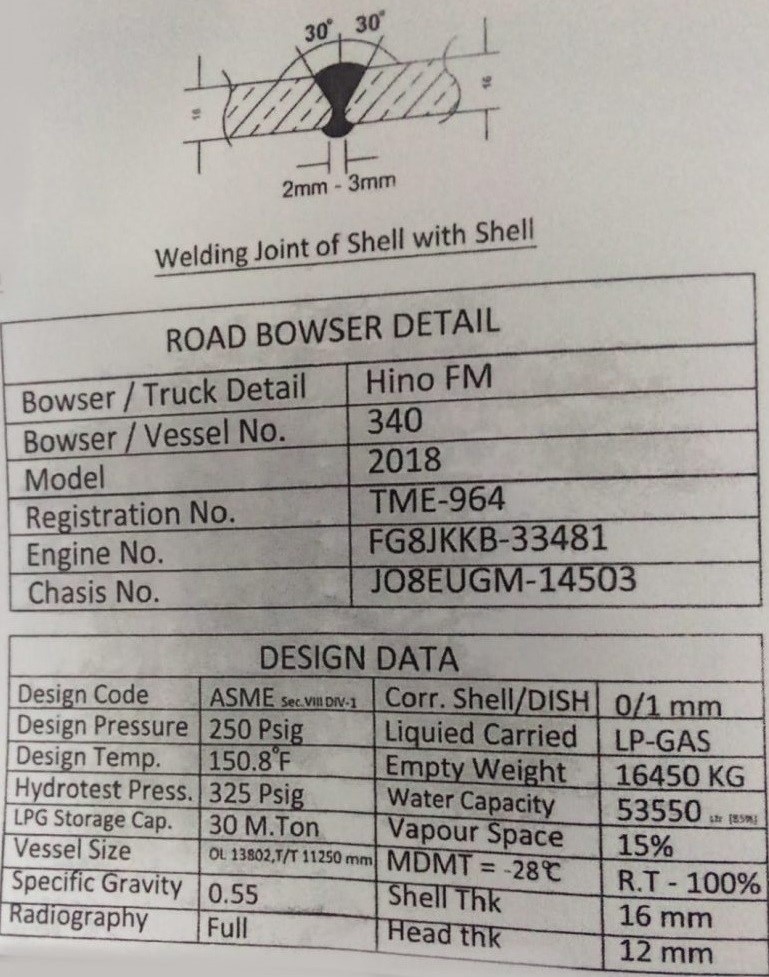 30° 30°
16 16
2mm - 3mm
Welding Joint of Shell with Shell
ROAD BOWSER DETAIL
Bowser / Truck Detail Hino FM
Bowser / Vessel No. 340
Model 2018
Registration No. TME-964
Engine No. FG8JKKB-33481
Chasis No. JO8EUGM-14503
DESIGN DATA
Design Code ASME Sec.VIII DIV-1 Corr. Shell/DISH 0/1 mm
Design Pressure 250 Psig Liquied Carried LP-GAS
Design Temp. 150.8°F Empty Weight 16450 KG
Hydrotest Press. 325 Psig Water Capacity 53550 Ltr [85%]
LPG Storage Cap. 30 M.Ton Vapour Space 15%
Vessel Size OL 13802,T/T 11250 mm MDMT = -28℃ R.T - 100%
Specific Gravity 0.55 Shell Thk 16 mm
Radiography Full Head thk 12 mm